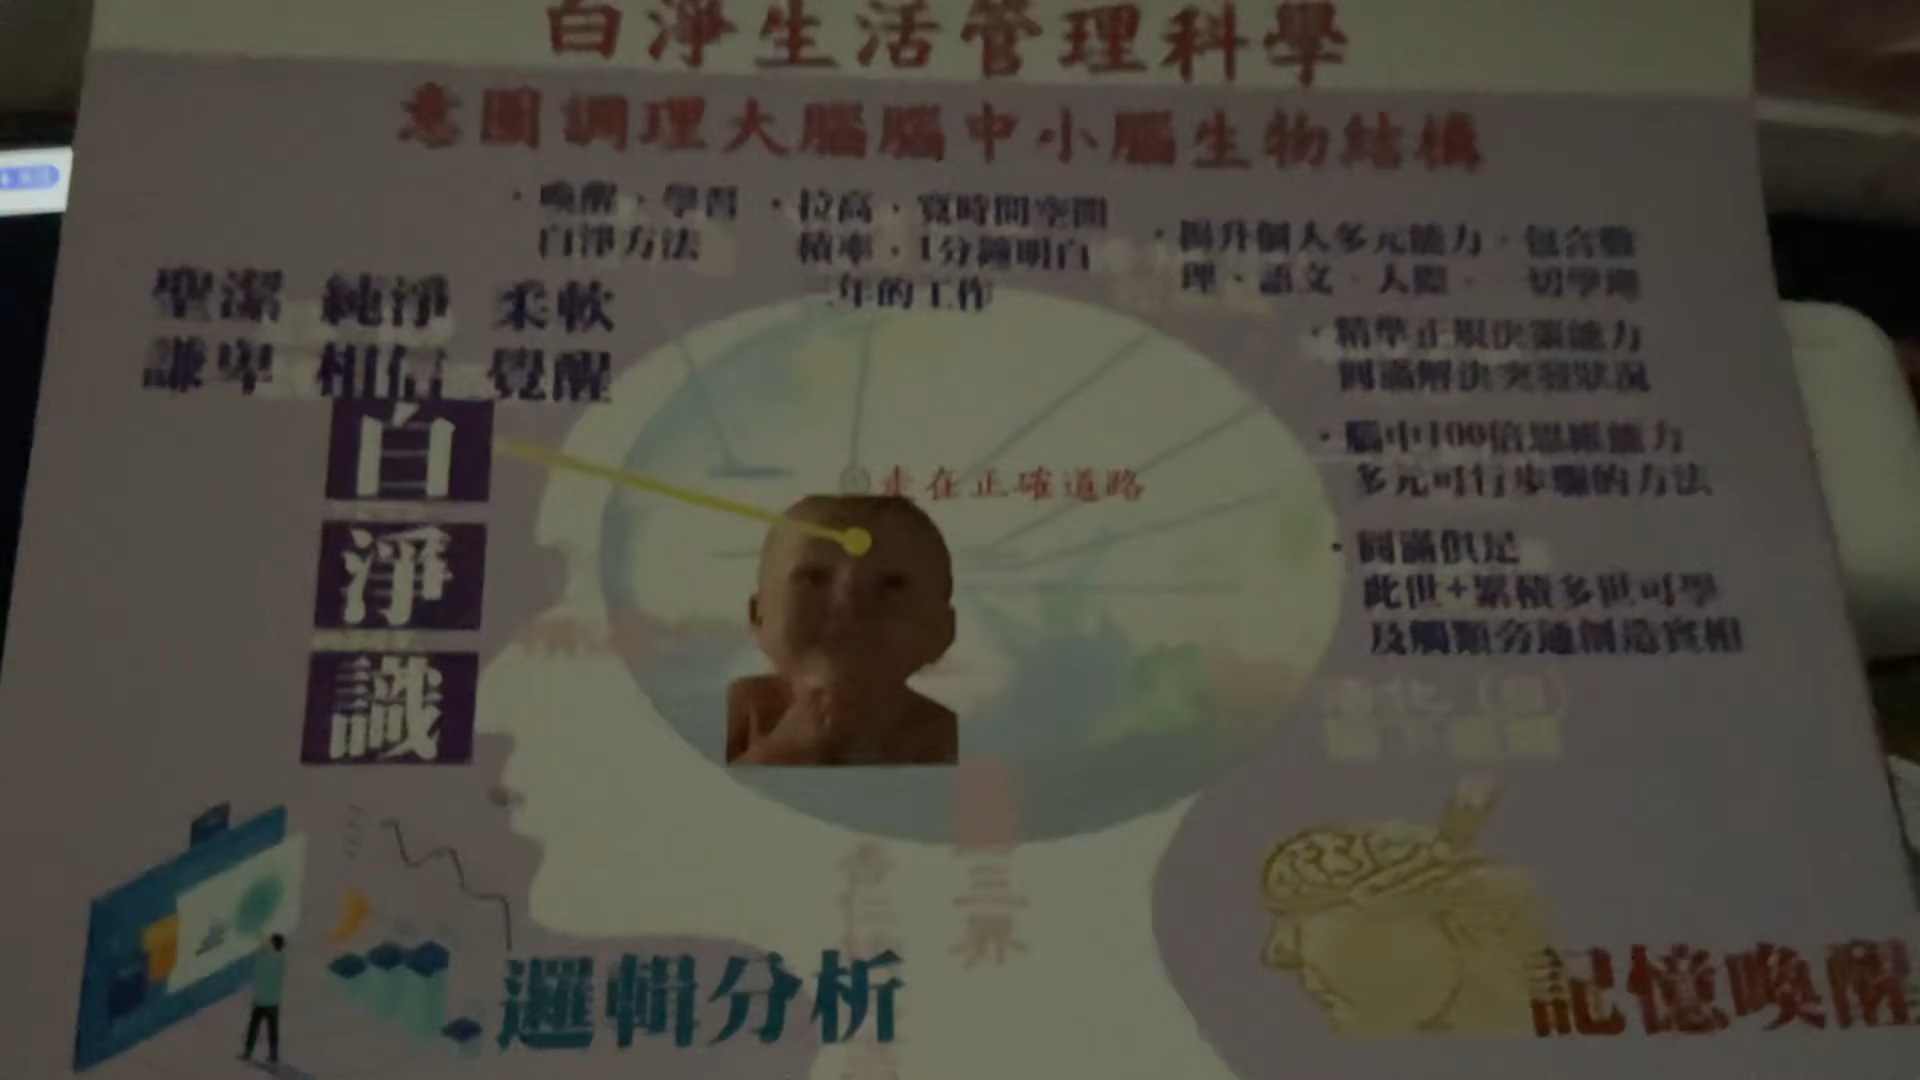 白淨生活管理科學
意圖調理大腦腦中小腦生物結構
・喚醒、學習
白淨方法
・拉高、寬時間空間
積率，1分鐘明白
二年的工作
・揭升個人多元能力，包含數
理、語文、人際、一切學理
聖潔 純淨 柔軟
謙卑 相信 覺醒
白
淨
識
・精準正眼決策能力
圓滿解決突發狀況
・腦中100倍思維能力
多元可行步驟的方法
走在正確道路
・圓滿俱足
此世+累積多世可學
及觸類旁通創造實相
三界
邏輯分析
記憶喚醒